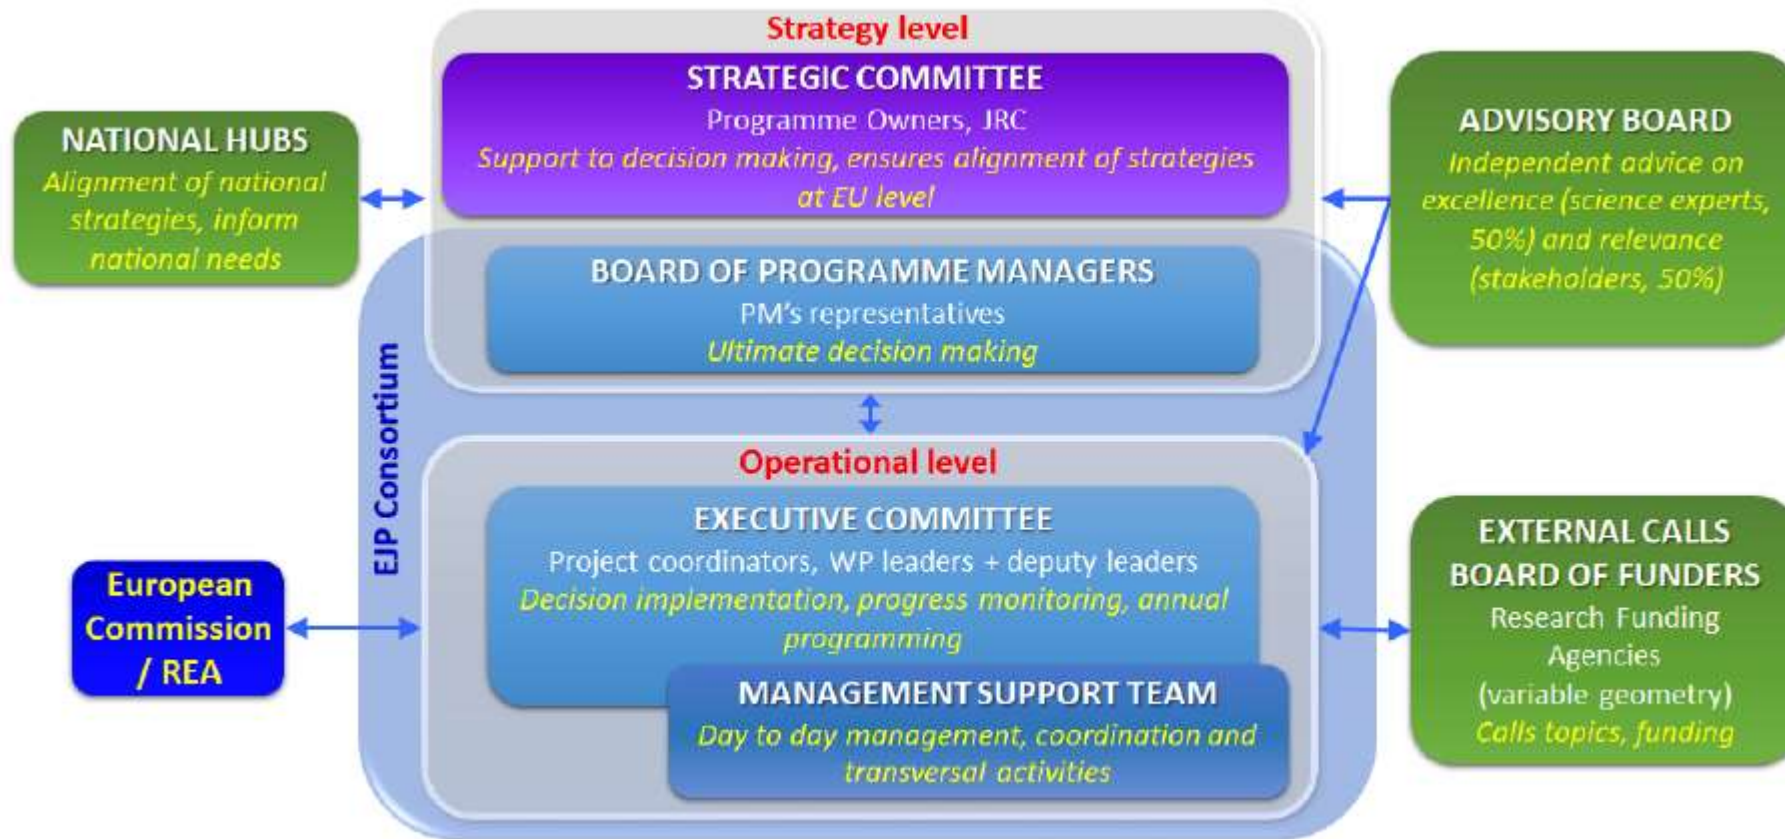 Strategy level
STRATEGIC COMMITTEE
Programme Owners, JRC
Support to decision making, ensures alignment of strategies
at EU level
NATIONAL HUBS
Alignment of national
strategies, inform
national needs
ADVISORY BOARD
Independent advice on
excellence (science experts,
50%) and relevance
(stakeholders, 50%)
BOARD OF PROGRAMME MANAGERS
PM's representatives
Ultimate decision making
EJP Consortium
Operational level
EXECUTIVE COMMITTEE
Project coordinators, WP leaders + deputy leaders
Decision implementation, progress monitoring, annual
programming
MANAGEMENT SUPPORT TEAM
Day to day management, coordination and
transversal activities
European
Commission
/ REA
EXTERNAL CALLS
BOARD OF FUNDERS
Research Funding
Agencies
(variable geometry)
Calls topics, funding